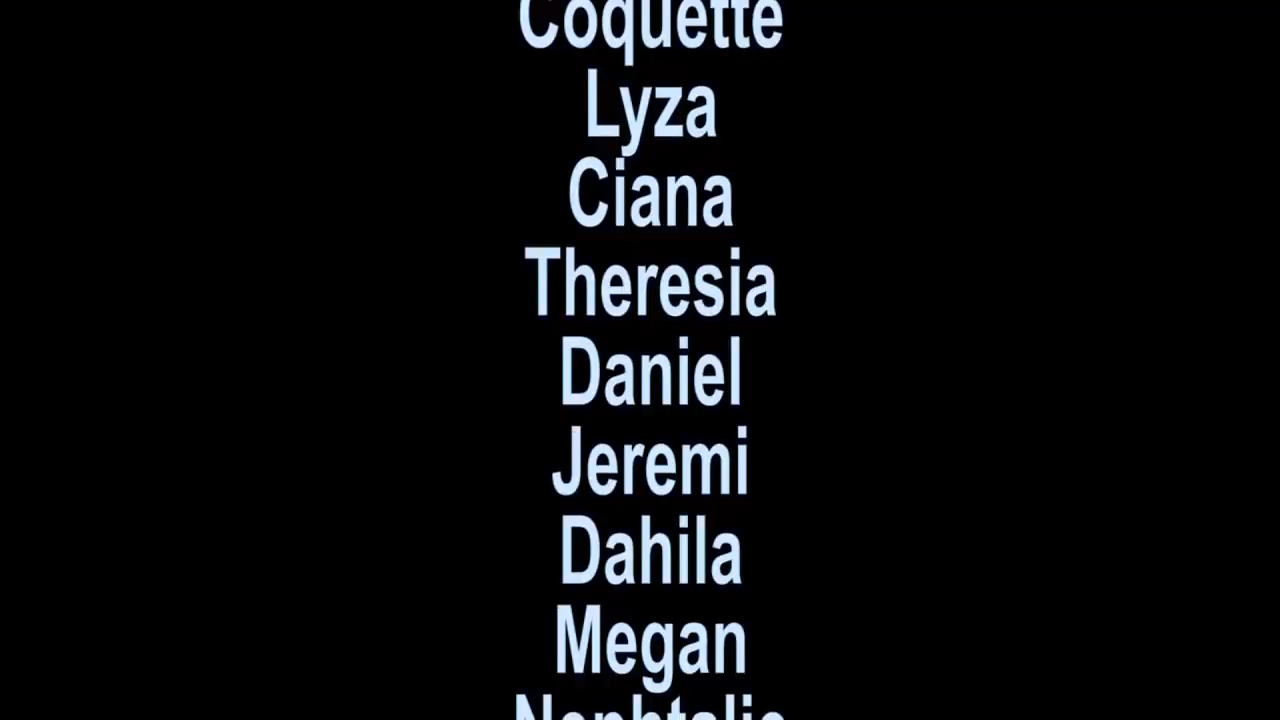 Coquette
Lyza
Ciana
Theresia
Daniel
Jeremi
Dahila
Megan